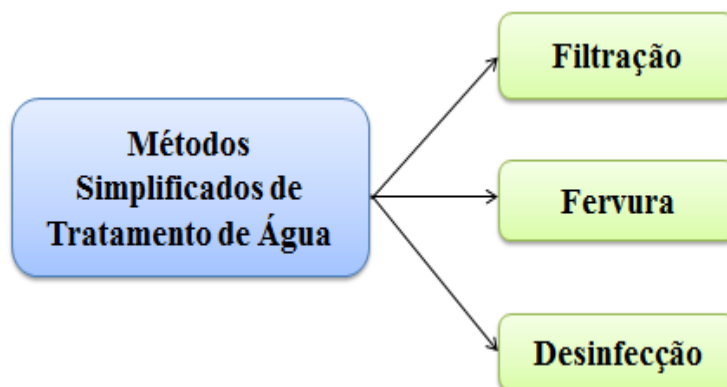 Métodos
Simplificados de
Tratamento de Água
Filtração
Fervura
Desinfecção